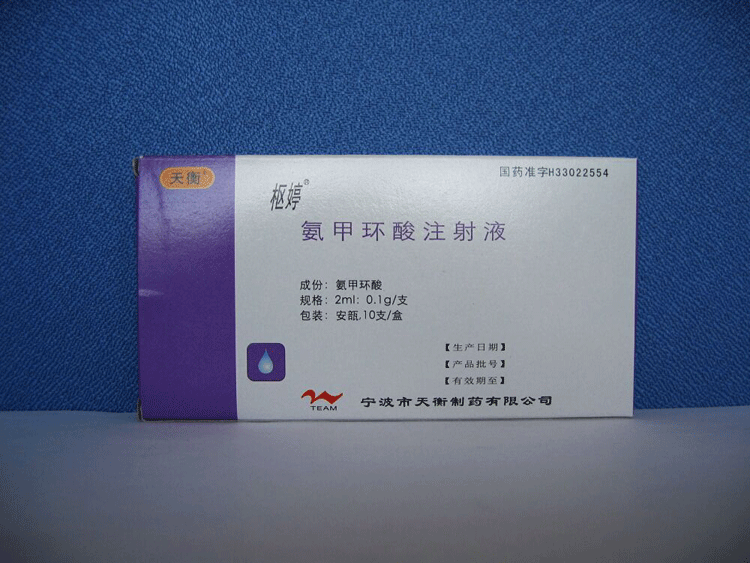 国药准字H33022554
天衡®
枢婷®
氨甲环酸注射液
成份：氨甲环酸
规格：2ml：0.1g/支
包装：安瓿,10支/盒
【生产日期】
【产品批号】
【有效期至】
TEAM
宁波市天衡制药有限公司